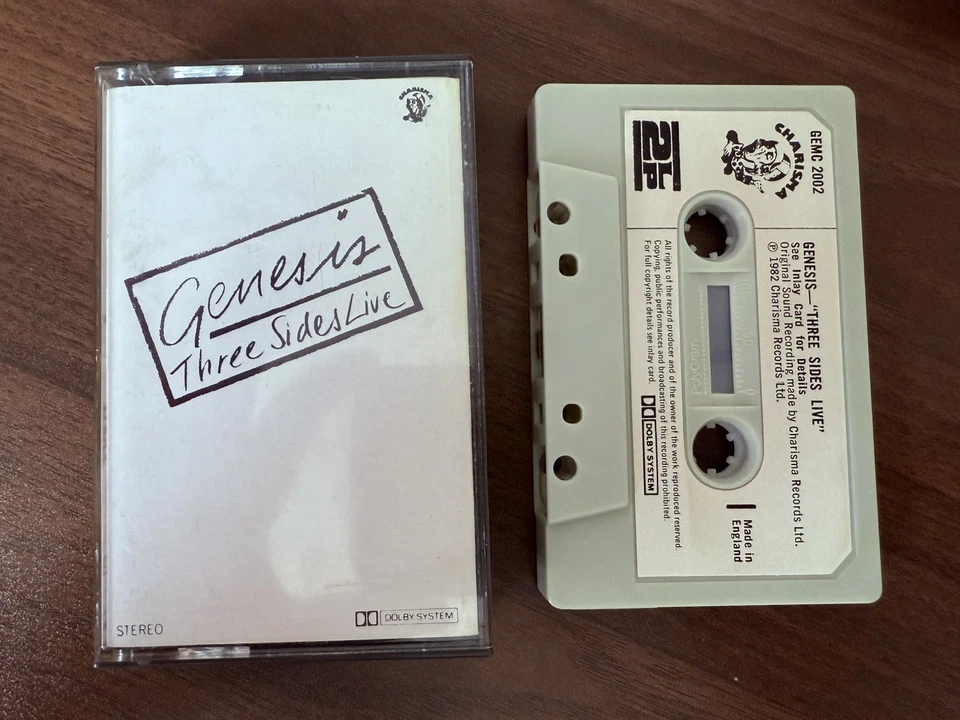 CHARISMA
Genesis
Three Sides Live
STEREO
DOLBY SYSTEM
GEMC 2002
CHARISMA
2LP
GENESIS—"THREE SIDES LIVE"
See Inlay Card for Details
Original Sound Recording made by Charisma Records Ltd.
℗ 1982 Charisma Records Ltd.
Made in
England
All rights of the record producer and of the owner of the work reproduced reserved.
Copying, public performances and broadcasting of this recording prohibited.
For full copyright details see inlay card.
DOLBY SYSTEM